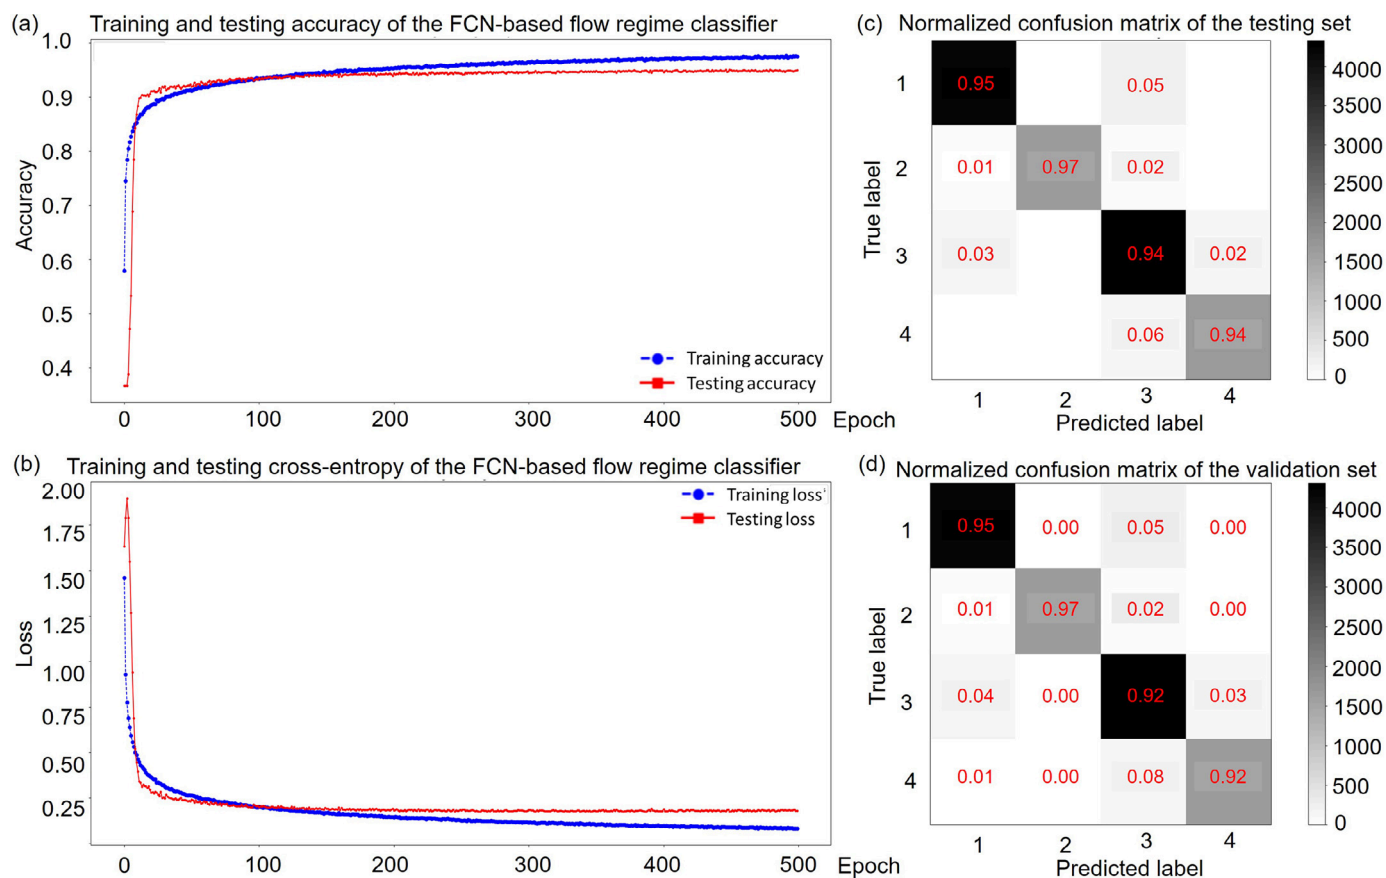 (a) Training and testing accuracy of the FCN-based flow regime classifier
1.0
0.9
0.8
0.7
0.6
0.5
0.4
Accuracy
Training accuracy
Testing accuracy
0 100 200 300 400 500 Epoch
(c) Normalized confusion matrix of the testing set
1 0.95 0.05
2 0.01 0.97 0.02
3 0.03 0.94 0.02
4 0.06 0.94
True label
1 2 3 4
Predicted label
4000
3500
3000
2500
2000
1500
1000
500
0
(b) Training and testing cross-entropy of the FCN-based flow regime classifier
2.00
1.75
1.50
1.25
1.00
0.75
0.50
0.25
Loss
Training loss
Testing loss
0 100 200 300 400 500 Epoch
(d) Normalized confusion matrix of the validation set
1 0.95 0.00 0.05 0.00
2 0.01 0.97 0.02 0.00
3 0.04 0.00 0.92 0.03
4 0.01 0.00 0.08 0.92
True label
1 2 3 4
Predicted label
4000
3500
3000
2500
2000
1500
1000
500
0